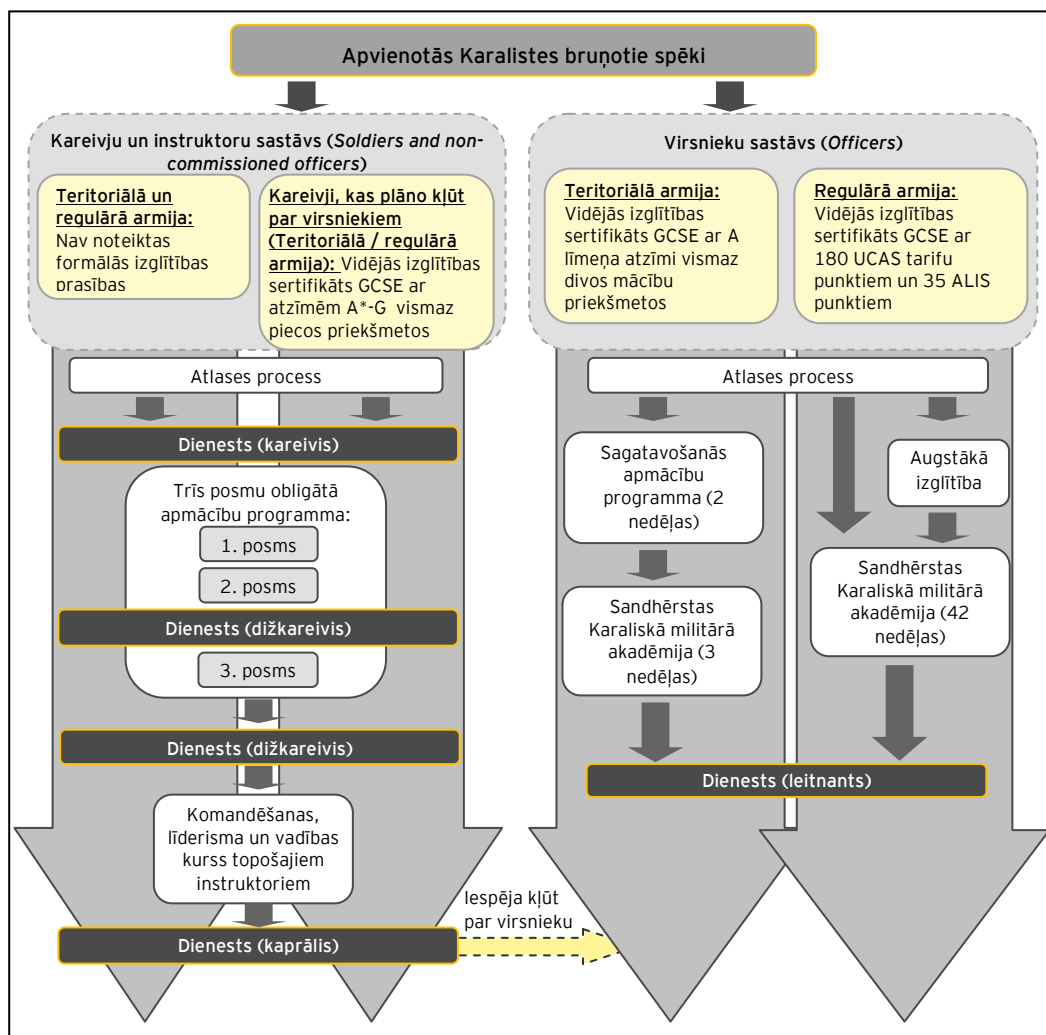 Apvienotās Karalistes bruņotie spēki
Kareivju un instruktoru sastāvs (Soldiers and non-
commissioned officers)
Teritoriālā un
regulārā armija:
Nav noteiktas
formālās izglītības
prasības
Kareivji, kas plāno kļūt
par virsniekiem
(Teritoriālā / regulārā
armija): Vidējās izglītības
sertifikāts GCSE ar
atzīmēm A*-G vismaz
piecos priekšmetos
Atlases process
Dienests (kareivis)
Trīs posmu obligātā
apmācību programma:
1. posms
2. posms
Dienests (dižkareivis)
3. posms
Dienests (dižkareivis)
Komandēšanas,
līderisma un vadības
kurss topošajiem
instruktoriem
Dienests (kaprālis)
Iespēja kļūt
par virsnieku
Virsnieku sastāvs (Officers)
Teritoriālā armija:
Vidējās izglītības
sertifikāts GCSE ar A
līmeņa atzīmi vismaz
divos mācību
priekšmetos
Regulārā armija:
Vidējās izglītības
sertifikāts GCSE ar
180 UCAS tarifu
punktiem un 35 ALIS
punktiem
Atlases process
Sagatavošanās
apmācību
programma (2
nedēļas)
Sandhērstas
Karaliskā militārā
akadēmija (3
nedēļas)
Augstākā
izglītība
Sandhērstas
Karaliskā militārā
akadēmija (42
nedēļas)
Dienests (leitnants)